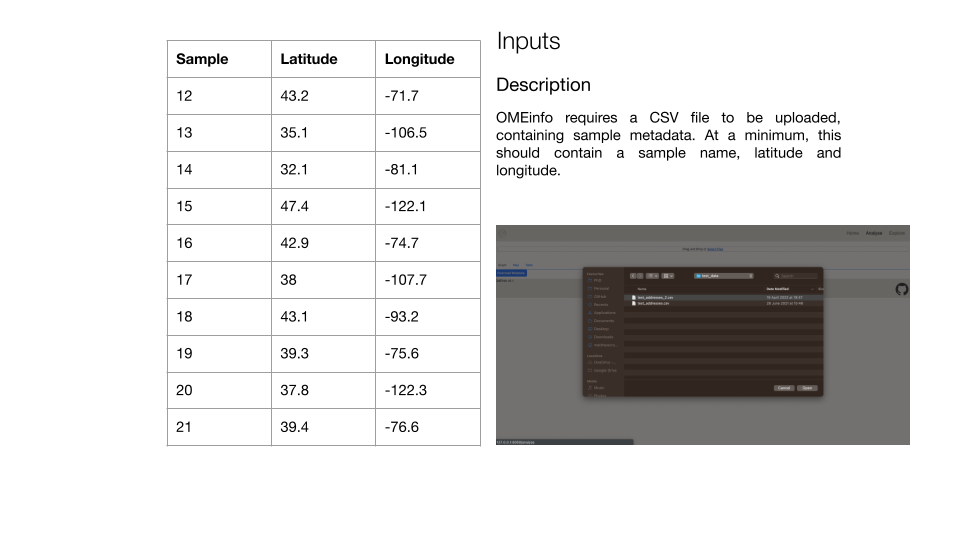 Sample Latitude Longitude
12 43.2 -71.7
13 35.1 -106.5
14 32.1 -81.1
15 47.4 -122.1
16 42.9 -74.7
17 38 -107.7
18 43.1 -93.2
19 39.3 -75.6
20 37.8 -122.3
21 39.4 -76.6
Inputs
Description
OMEinfo requires a CSV file to be uploaded,
containing sample metadata. At a minimum, this
should contain a sample name, latitude and
longitude.
Home Analyse Explore
test_data
Search
Name Date Modified
test_addresses_2.csv
test_addresses.csv
Cancel Open